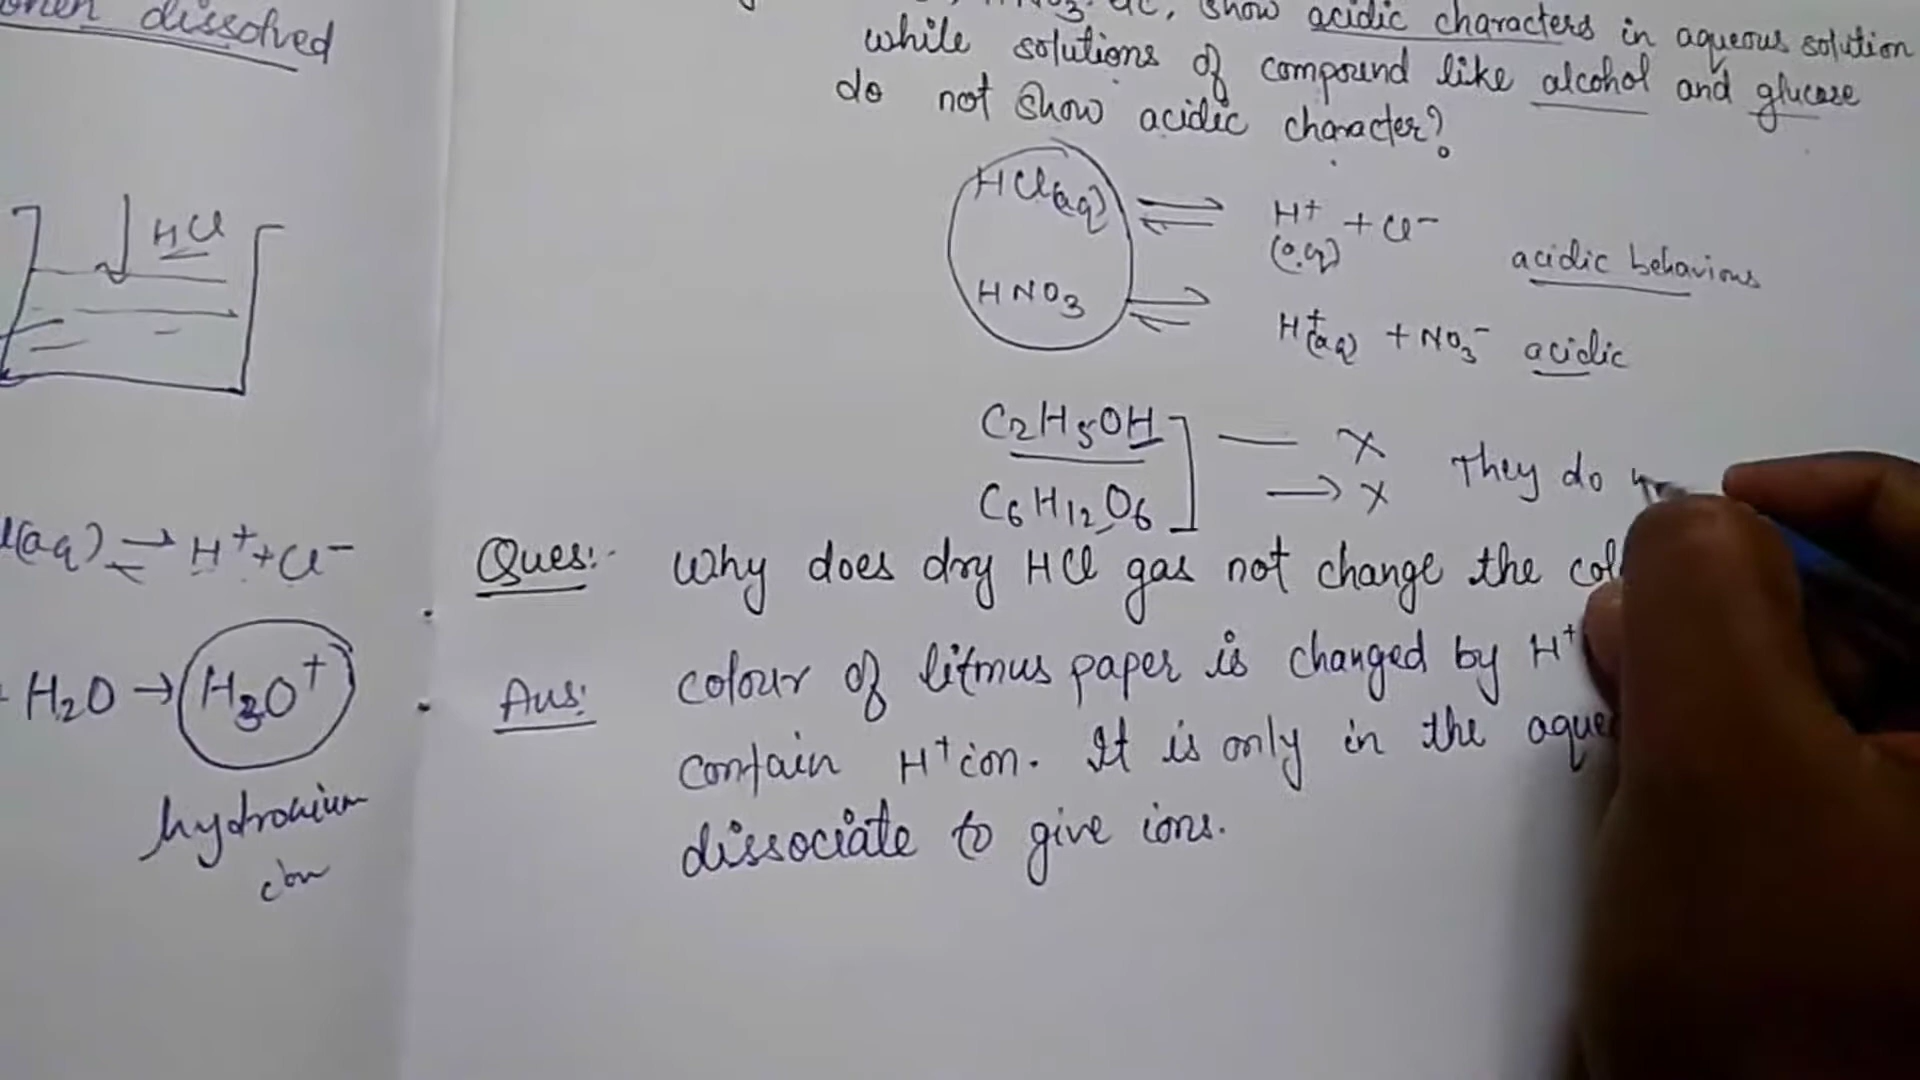 when dissolved
HCl
(aq) ⇌ H⁺ + Cl⁻
H₂O → H₃O⁺
hydronium
ion
etc, show acidic characters in aqueous solution
while solutions of compound like alcohol and glucose
do not show acidic character?
HCl(aq) ⇌ H⁺(aq) + Cl⁻ acidic behaviour
HNO₃ ⇌ H⁺(aq) + NO₃⁻ acidic
C₂H₅OH — X
C₆H₁₂O₆ → X They do
Ques:- Why does dry HCl gas not change the
Ans: colour of litmus paper is changed by H⁺
contain H⁺ ion. It is only in the
dissociate to give ions.